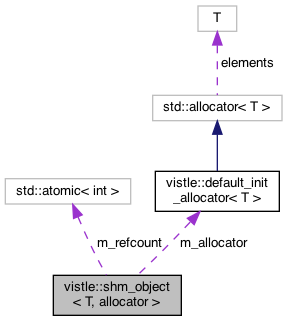 T
elements
std::allocator< T >
vistle::default_init
_allocator< T >
std::atomic< int >
m_refcount
m_allocator
vistle::shm_object
< T, allocator >